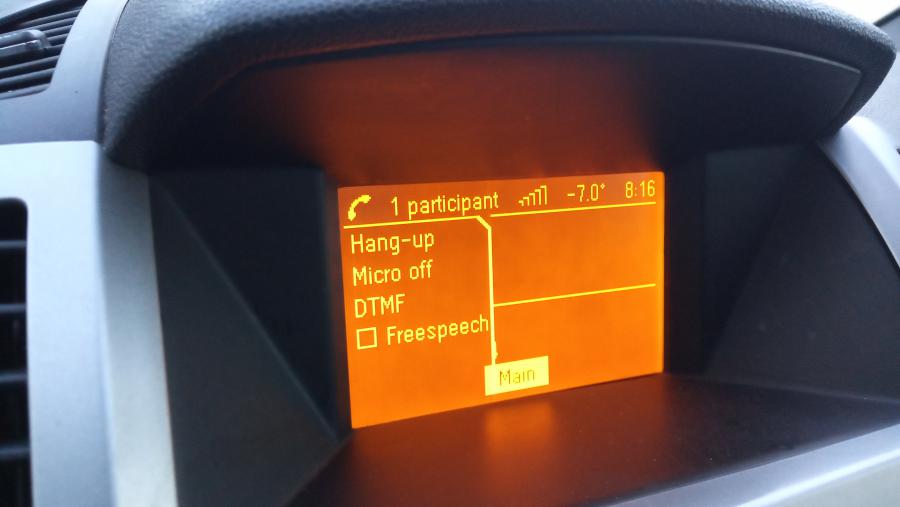 1 participant -7.0° 8:16
Hang-up
Micro off
DTMF
Freespeech
Main